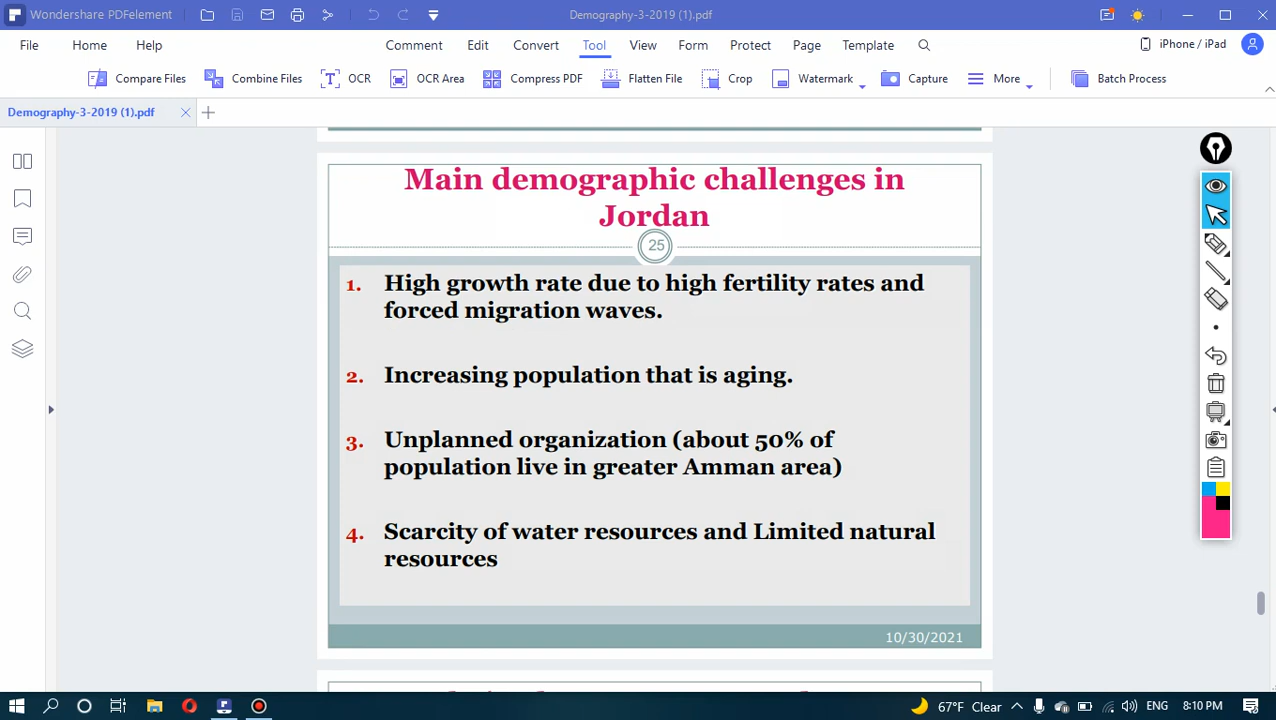 Wondershare PDFelement
Demography-3-2019 (1).pdf
File Home Help Comment Edit Convert Tool View Form Protect Page Template iPhone / iPad
Compare Files Combine Files OCR OCR Area Compress PDF Flatten File Crop Watermark Capture More Batch Process
Demography-3-2019 (1).pdf
Main demographic challenges in
Jordan
25
1. High growth rate due to high fertility rates and
forced migration waves.
2. Increasing population that is aging.
3. Unplanned organization (about 50% of
population live in greater Amman area)
4. Scarcity of water resources and Limited natural
resources
10/30/2021
67°F Clear ENG 8:10 PM